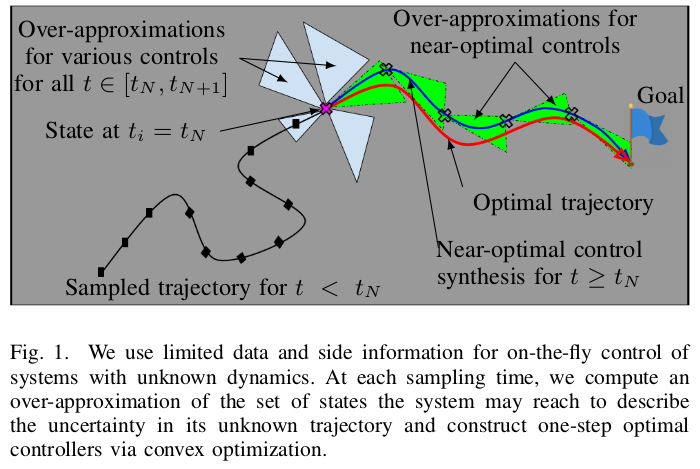 Over-approximations
for various controls
for all t ∈ [t_N, t_{N+1}]
Over-approximations for
near-optimal controls
Goal
State at t_i = t_N
Optimal trajectory
Near-optimal control
synthesis for t ≥ t_N
Sampled trajectory for t < t_N
Fig. 1. We use limited data and side information for on-the-fly control of
systems with unknown dynamics. At each sampling time, we compute an
over-approximation of the set of states the system may reach to describe
the uncertainty in its unknown trajectory and construct one-step optimal
controllers via convex optimization.